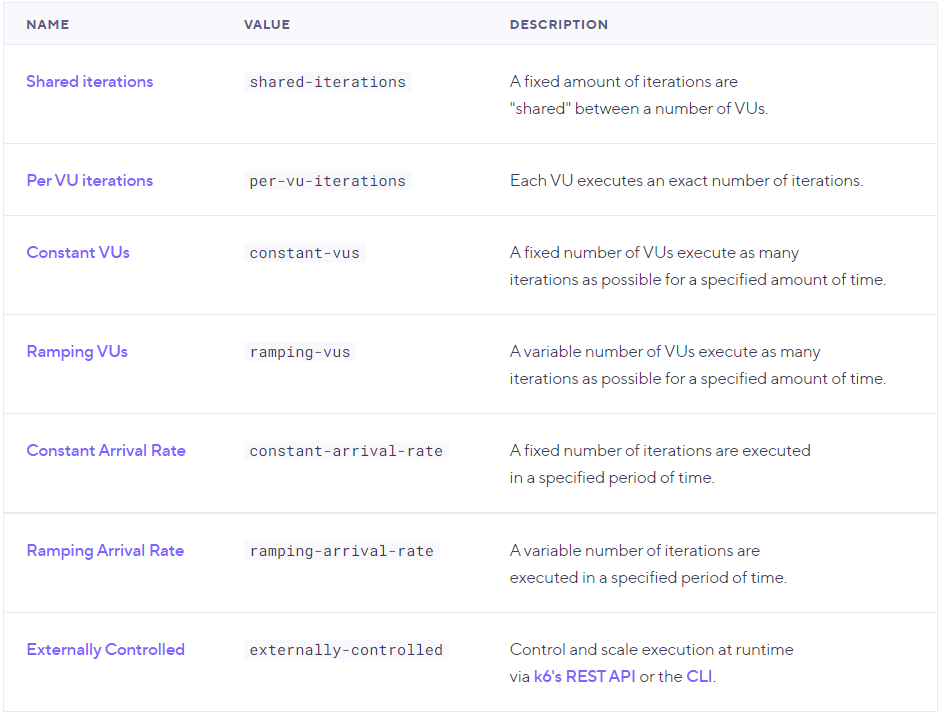 NAME VALUE DESCRIPTION
Shared iterations shared-iterations A fixed amount of iterations are
"shared" between a number of VUs.
Per VU iterations per-vu-iterations Each VU executes an exact number of iterations.
Constant VUs constant-vus A fixed number of VUs execute as many
iterations as possible for a specified amount of time.
Ramping VUs ramping-vus A variable number of VUs execute as many
iterations as possible for a specified amount of time.
Constant Arrival Rate constant-arrival-rate A fixed number of iterations are executed
in a specified period of time.
Ramping Arrival Rate ramping-arrival-rate A variable number of iterations are
executed in a specified period of time.
Externally Controlled externally-controlled Control and scale execution at runtime
via k6's REST API or the CLI.